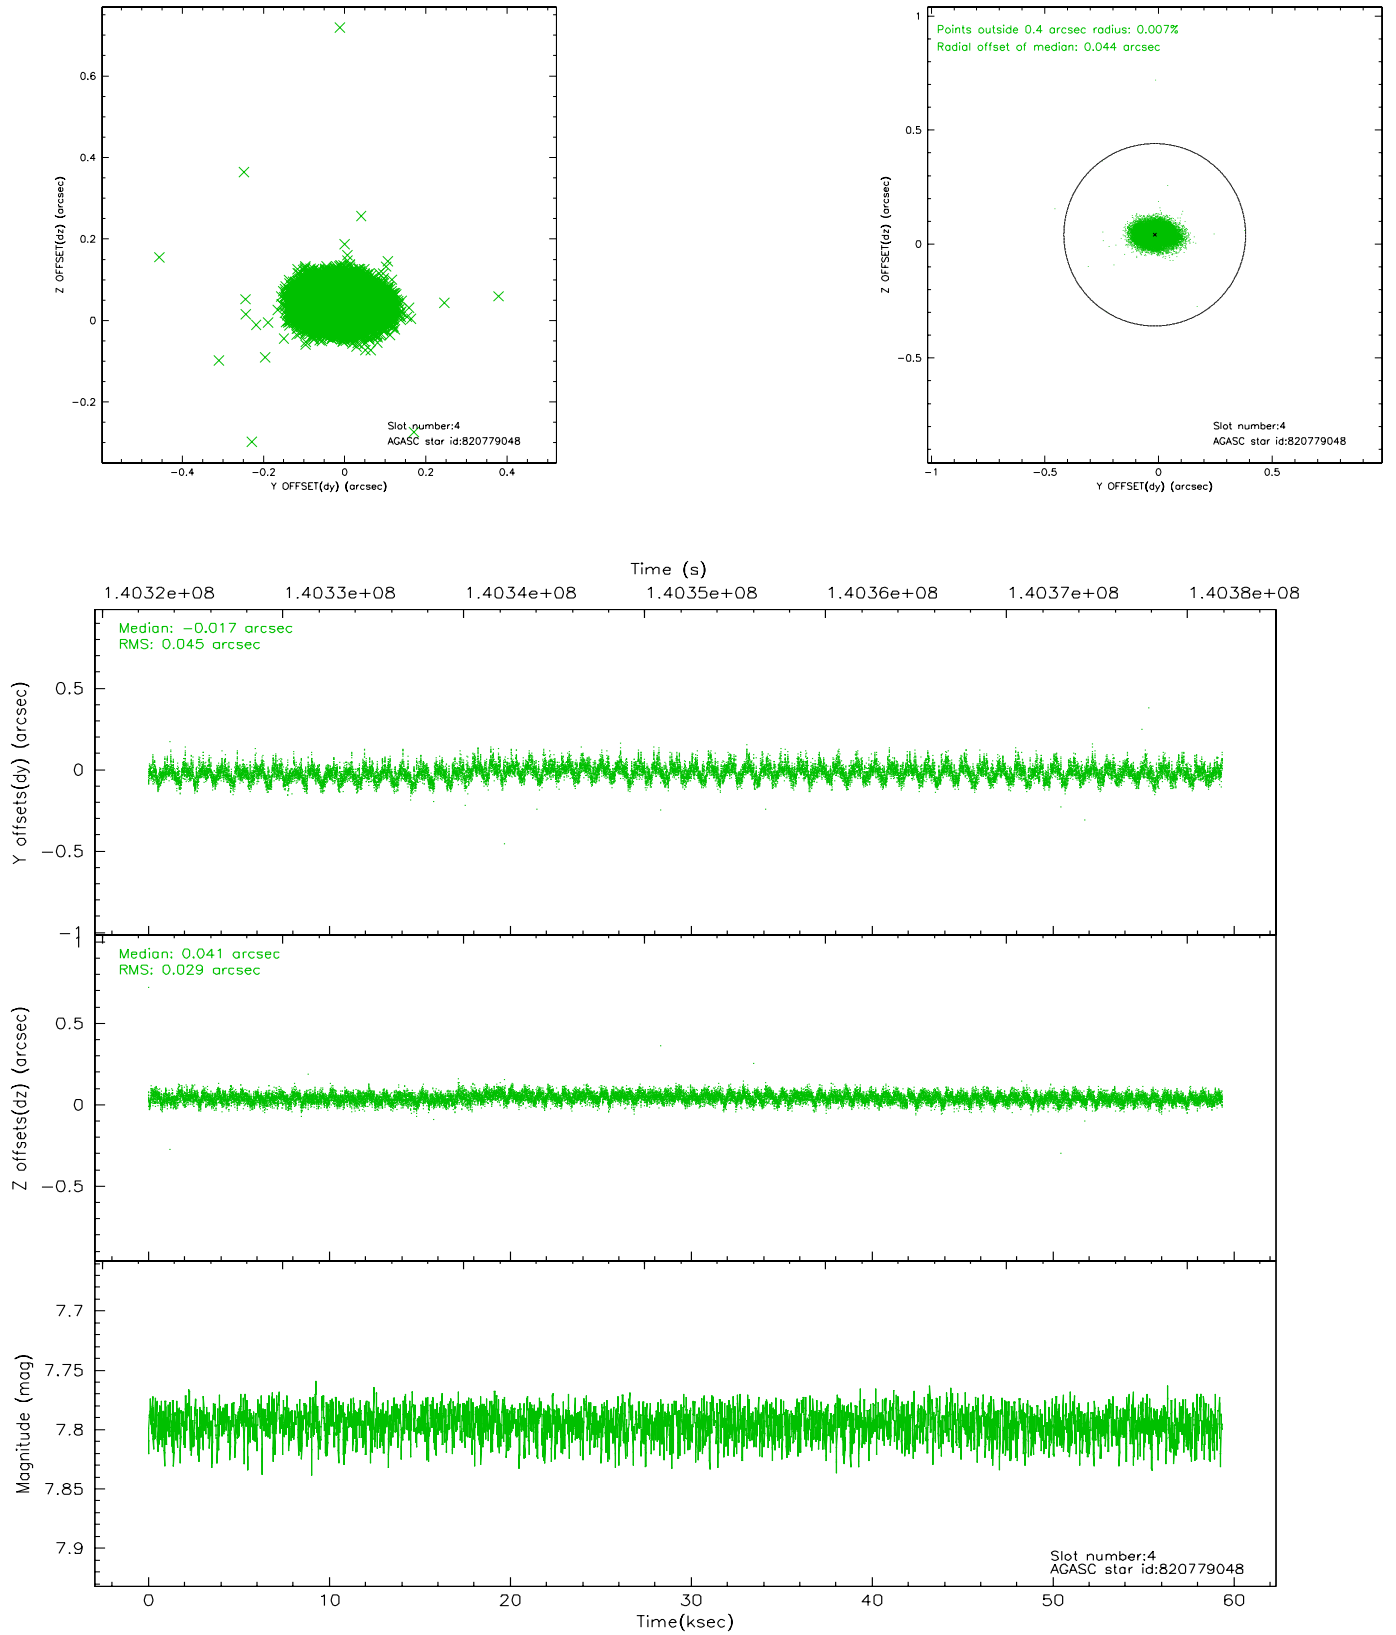 0.6
0.4
0.2
0
−0.2
−0.4
−0.2
0
0.2
0.4
Z OFFSET(dz) (arcsec)
Y OFFSET(dy) (arcsec)
Slot number:4
AGASC star id:820779048
Points outside 0.4 arcsec radius: 0.007%
Radial offset of median: 0.044 arcsec
1
0.5
0
−0.5
−1
−0.5
0
0.5
Z OFFSET(dz) (arcsec)
Y OFFSET(dy) (arcsec)
Slot number:4
AGASC star id:820779048
Time (s)
1.4032e+08
1.4033e+08
1.4034e+08
1.4035e+08
1.4036e+08
1.4037e+08
1.4038e+08
Median: −0.017 arcsec
RMS: 0.045 arcsec
Y offsets(dy) (arcsec)
0.5
0
−0.5
−1
Median: 0.041 arcsec
RMS: 0.029 arcsec
Z offsets(dz) (arcsec)
1
0.5
0
−0.5
Magnitude (mag)
7.7
7.75
7.8
7.85
7.9
Slot number:4
AGASC star id:820779048
0
10
20
30
40
50
60
Time(ksec)